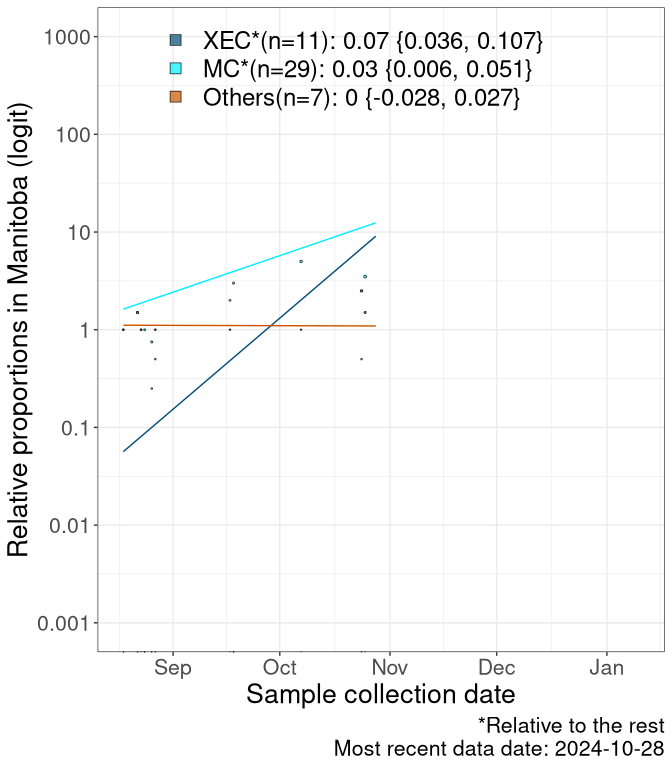 XEC*(n=11): 0.07 {0.036, 0.107}
MC*(n=29): 0.03 {0.006, 0.051}
Others(n=7): 0 {-0.028, 0.027}
Relative proportions in Manitoba (logit)
1000
100
10
1
0.1
0.01
0.001
Sep Oct Nov Dec Jan
Sample collection date
*Relative to the rest
Most recent data date: 2024-10-28